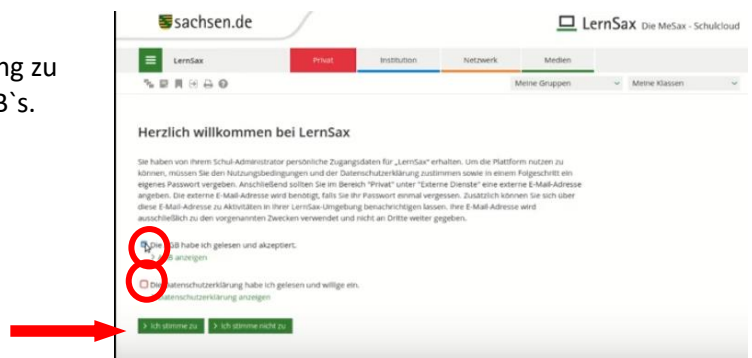 sachsen.de
LernSax Die MeSax - Schulcloud
ng zu
B`s.
LernSax Privat Institution Netzwerk Medien
Meine Gruppen Meine Klassen
Herzlich willkommen bei LernSax
Sie haben von Ihrem Schul-Administrator persönliche Zugangsdaten für „LernSax" erhalten. Um die Plattform nutzen zu
können, müssen Sie den Nutzungsbedingungen und der Datenschutzerklärung zustimmen sowie in einem Folgeschritt ein
eigenes Passwort vergeben. Anschließend sollten Sie im Bereich "Privat" unter "Externe Dienste" eine externe E-Mail-Adresse
angeben. Die externe E-Mail-Adresse wird benötigt, falls Sie Ihr Passwort einmal vergessen. Zusätzlich können Sie sich über
diese E-Mail-Adresse zu Aktivitäten in Ihrer LernSax-Umgebung benachrichtigen lassen. Ihre E-Mail-Adresse wird
ausschließlich zu den vorgenannten Zwecken verwendet und nicht an Dritte weiter gegeben.
Die AGB habe ich gelesen und akzeptiert.
> AGB anzeigen
Die Datenschutzerklärung habe ich gelesen und willige ein.
Datenschutzerklärung anzeigen
> Ich stimme zu > Ich stimme nicht zu